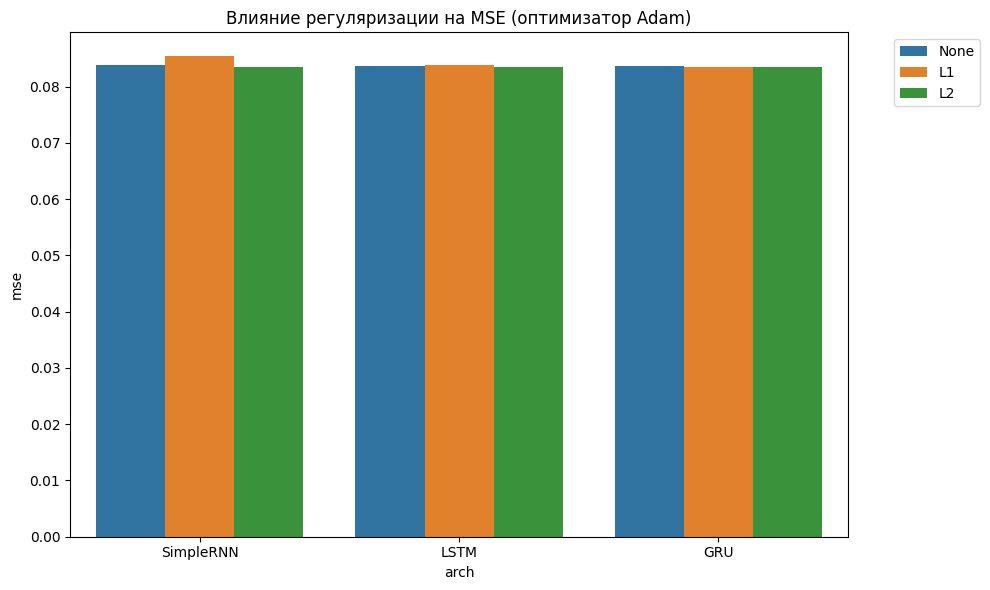 Влияние регуляризации на MSE (оптимизатор Adam)
None
L1
L2
0.08
0.07
0.06
0.05
0.04
0.03
0.02
0.01
0.00
mse
SimpleRNN LSTM GRU
arch